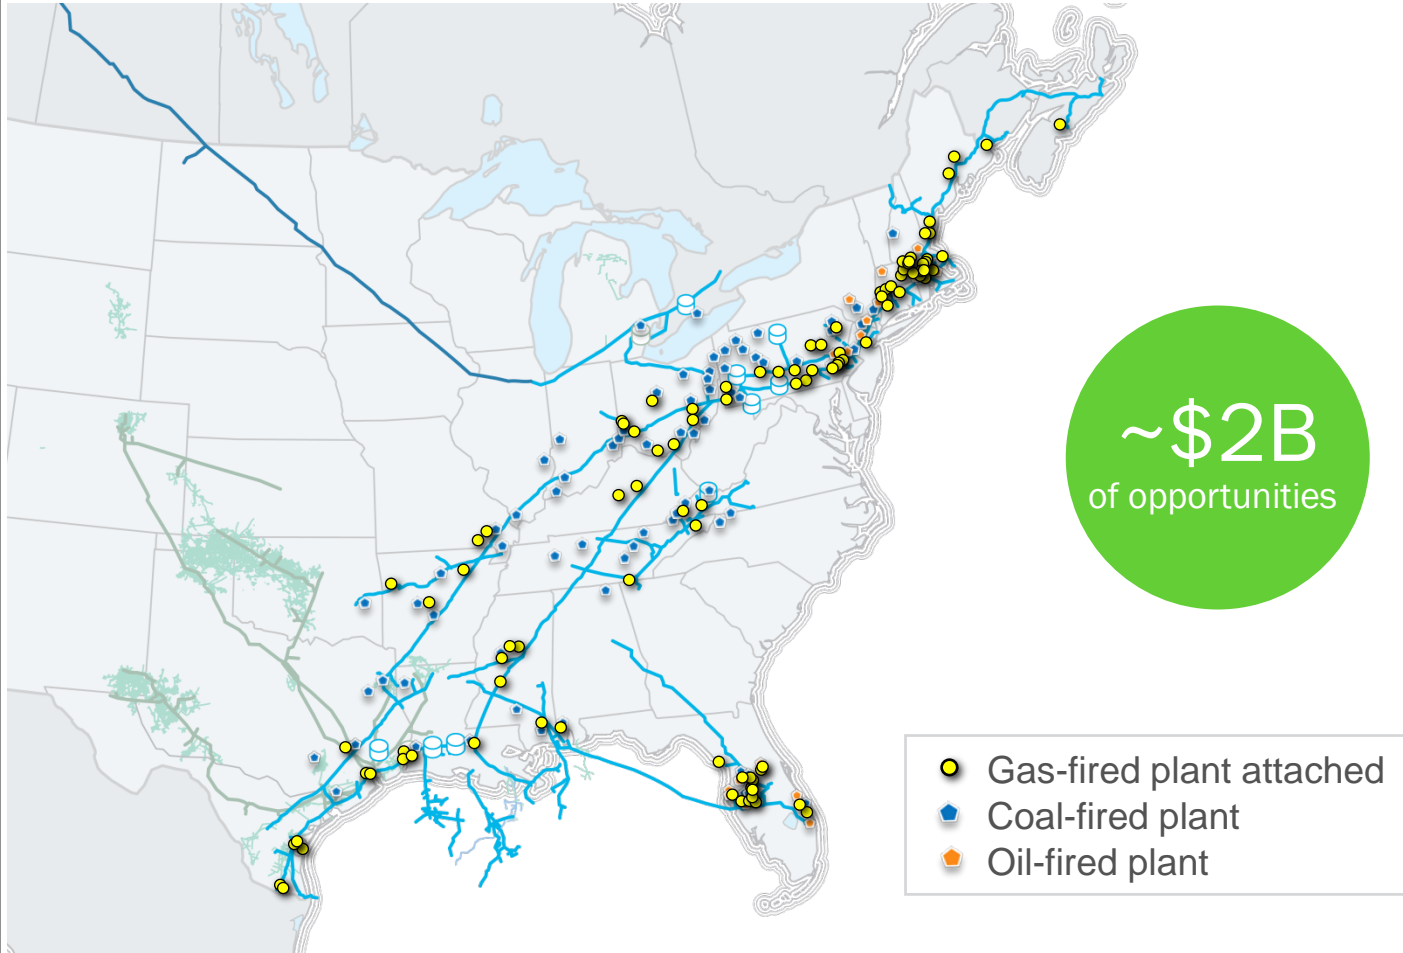 ~$2B
of opportunities
Gas-fired plant attached
Coal-fired plant
Oil-fired plant